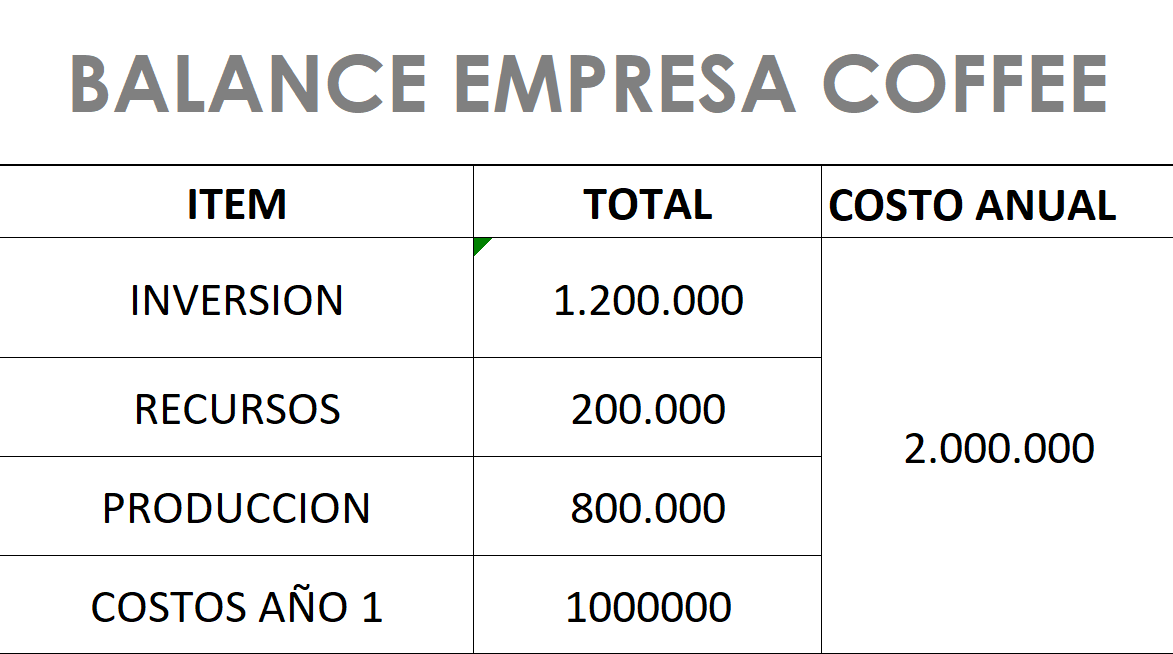 BALANCE EMPRESA COFFEE
ITEM TOTAL COSTO ANUAL
INVERSION 1.200.000
RECURSOS 200.000
2.000.000
PRODUCCION 800.000
COSTOS AÑO 1 1000000